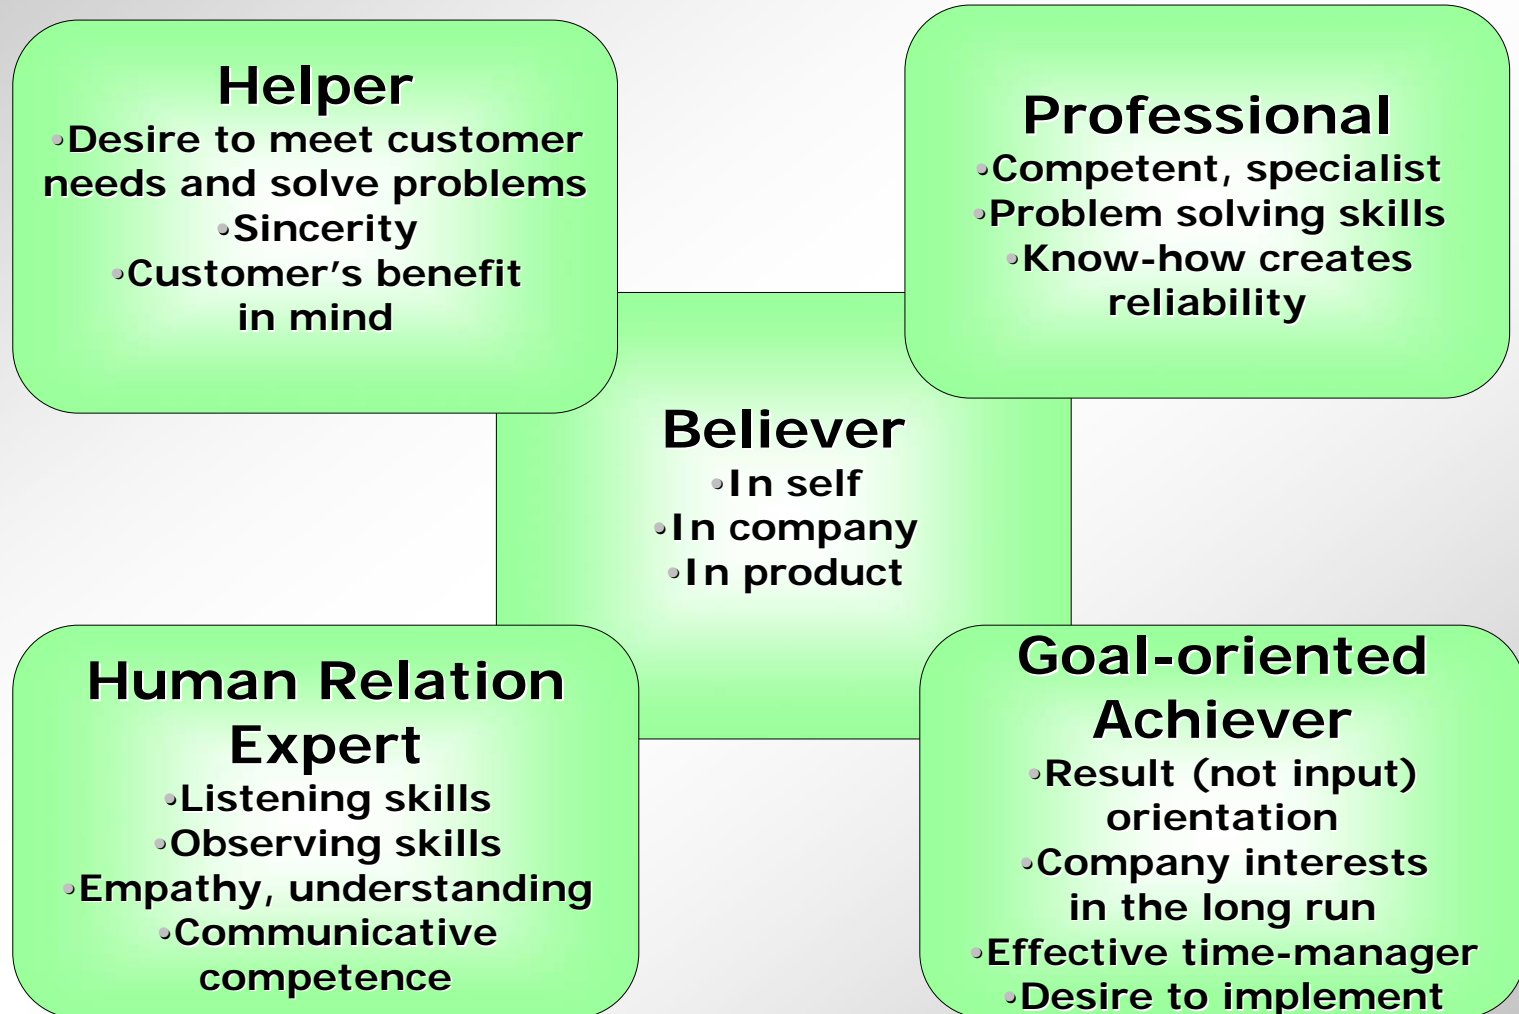 Helper
•Desire to meet customer
needs and solve problems
•Sincerity
•Customer’s benefit
in mind
Professional
•Competent, specialist
•Problem solving skills
•Know-how creates
reliability
Believer
•In self
•In company
•In product
Human Relation
Expert
•Listening skills
•Observing skills
•Empathy, understanding
•Communicative
competence
Goal-oriented
Achiever
•Result (not input)
orientation
•Company interests
in the long run
•Effective time-manager
•Desire to implement